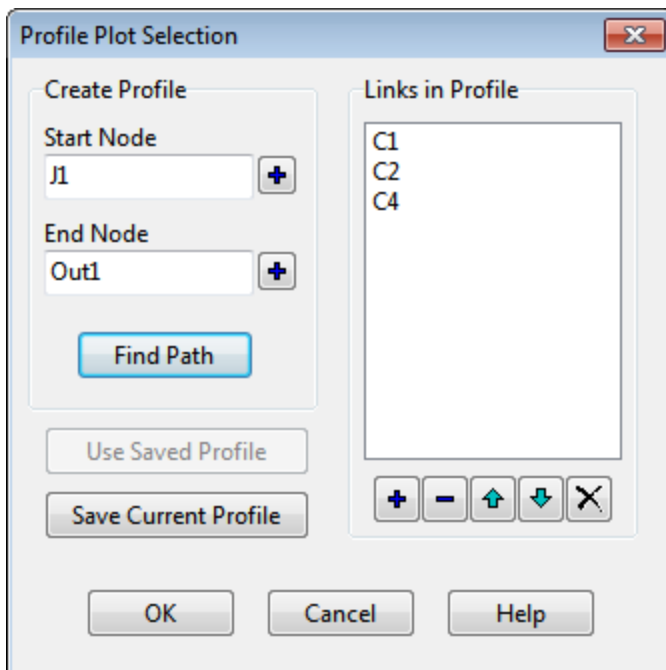 Profile Plot Selection
Create Profile
Start Node
J1
End Node
Out1
Find Path
Use Saved Profile
Save Current Profile
Links in Profile
C1
C2
C4
OK
Cancel
Help